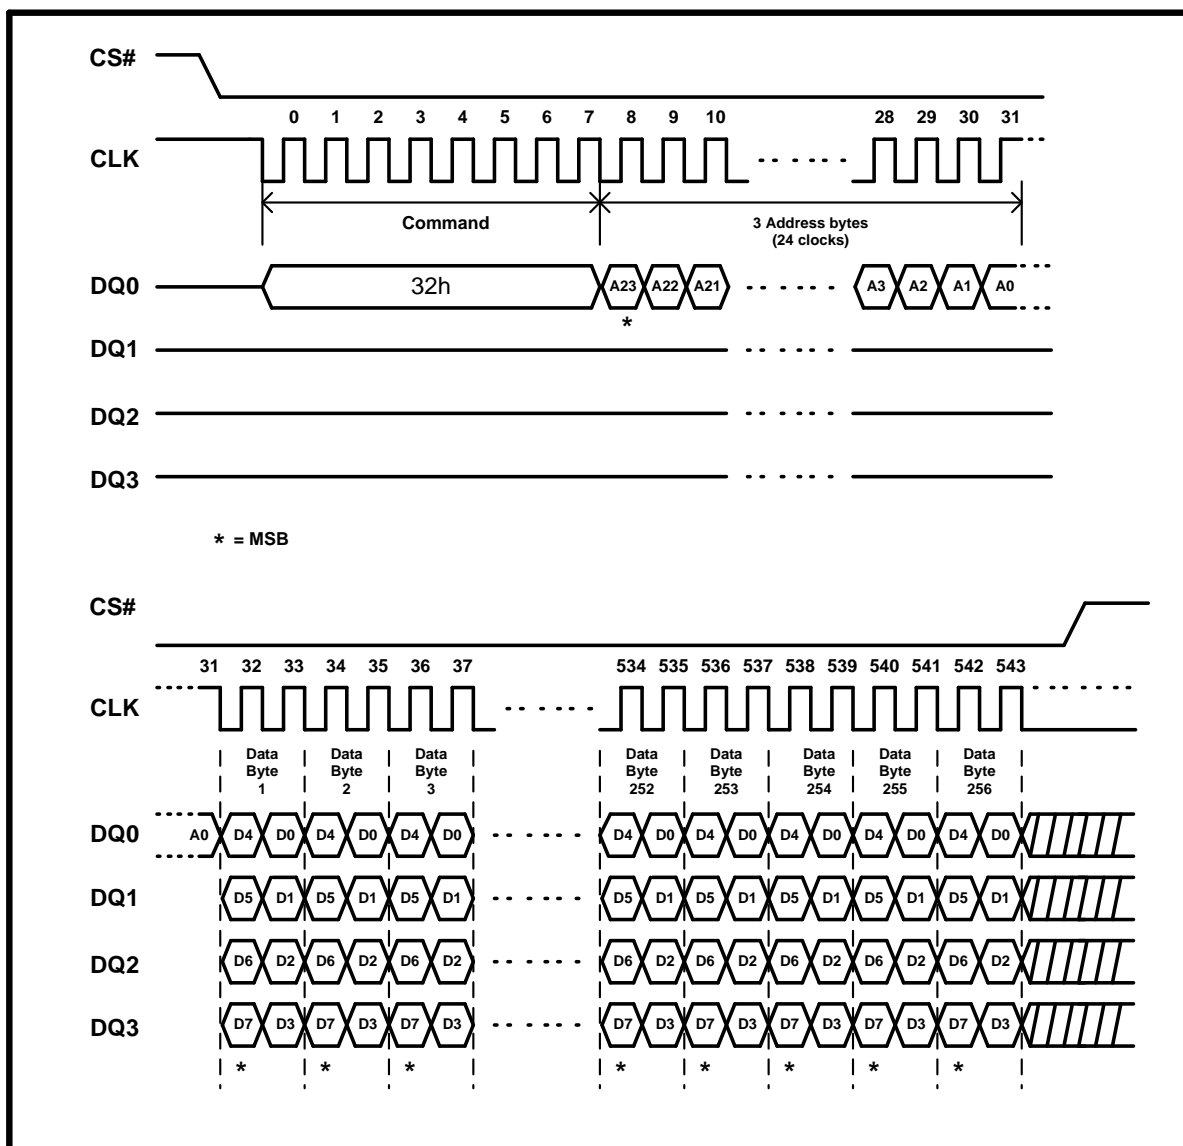 CS#
0 1 2 3 4 5 6 7 8 9 10 28 29 30 31
CLK
Command
3 Address bytes
(24 clocks)
DQ0 32h A23 A22 A21 A3 A2 A1 A0
*
DQ1
DQ2
DQ3
* = MSB
CS#
31 32 33 34 35 36 37 534 535 536 537 538 539 540 541 542 543
CLK
Data Data Data Data Data Data Data Data
Byte Byte Byte Byte Byte Byte Byte Byte
1 2 3 252 253 254 255 256
DQ0 A0 D4 D0 D4 D0 D4 D0 D4 D0 D4 D0 D4 D0 D4 D0 D4 D0
DQ1 D5 D1 D5 D1 D5 D1 D5 D1 D5 D1 D5 D1 D5 D1 D5 D1
DQ2 D6 D2 D6 D2 D6 D2 D6 D2 D6 D2 D6 D2 D6 D2 D6 D2
DQ3 D7 D3 D7 D3 D7 D3 D7 D3 D7 D3 D7 D3 D7 D3 D7 D3
* * * * * * * *